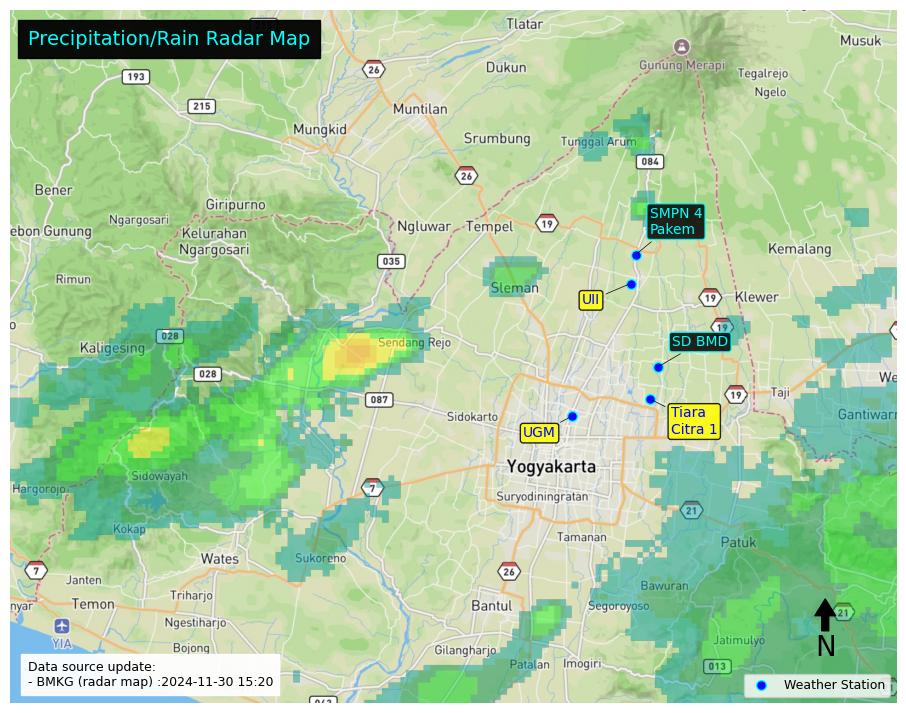 Precipitation/Rain Radar Map
Tlatar
Musuk
26
Gunung Merapi
Dukun
Tegalrejo
193
Ngelo
215
Muntilan
Mungkid
Srumbung
Tunggal Arum
084
26
Bener
Giripurno
SMPN 4
Pakem
Ngargosari
Ngluwar
Tempel
19
ebon Gunung
Kelurahan
Ngargosari
Kemalang
035
Rimun
Sleman
UII
19
Klewer
19
028
Kaligesing
Sendang Rejo
SD BMD
028
We
087
19
Taji
Sidokarto
Tiara
Citra 1
Gantiwarn
UGM
Yogyakarta
Sidowayah
Hargorojo
7
Suryodiningratan
21
Kokap
Tamanan
Patuk
Wates
Sukoreno
7
26
Janten
Bawuran
Triharjo
nyar
Temon
Bantul
Segoroyoso
21
Ngestiharjo
YIA
Jatimulyo
N
Bojong
Gilangharjo
Patalan
Imogiri
013
Data source update:
- BMKG (radar map) :2024-11-30 15:20
Weather Station